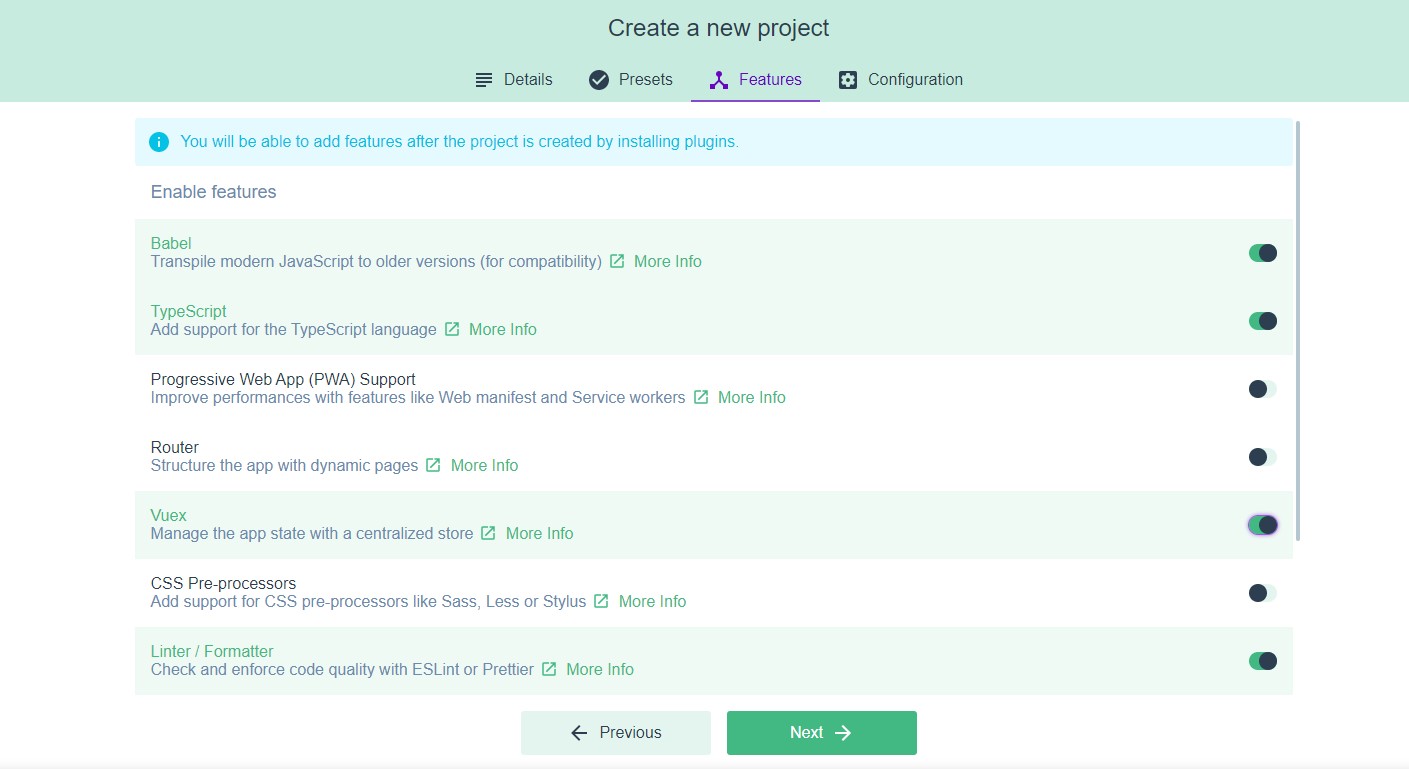 Create a new project
Details Presets Features Configuration
You will be able to add features after the project is created by installing plugins.
Enable features
Babel
Transpile modern JavaScript to older versions (for compatibility) More Info
TypeScript
Add support for the TypeScript language More Info
Progressive Web App (PWA) Support
Improve performances with features like Web manifest and Service workers More Info
Router
Structure the app with dynamic pages More Info
Vuex
Manage the app state with a centralized store More Info
CSS Pre-processors
Add support for CSS pre-processors like Sass, Less or Stylus More Info
Linter / Formatter
Check and enforce code quality with ESLint or Prettier More Info
Previous Next